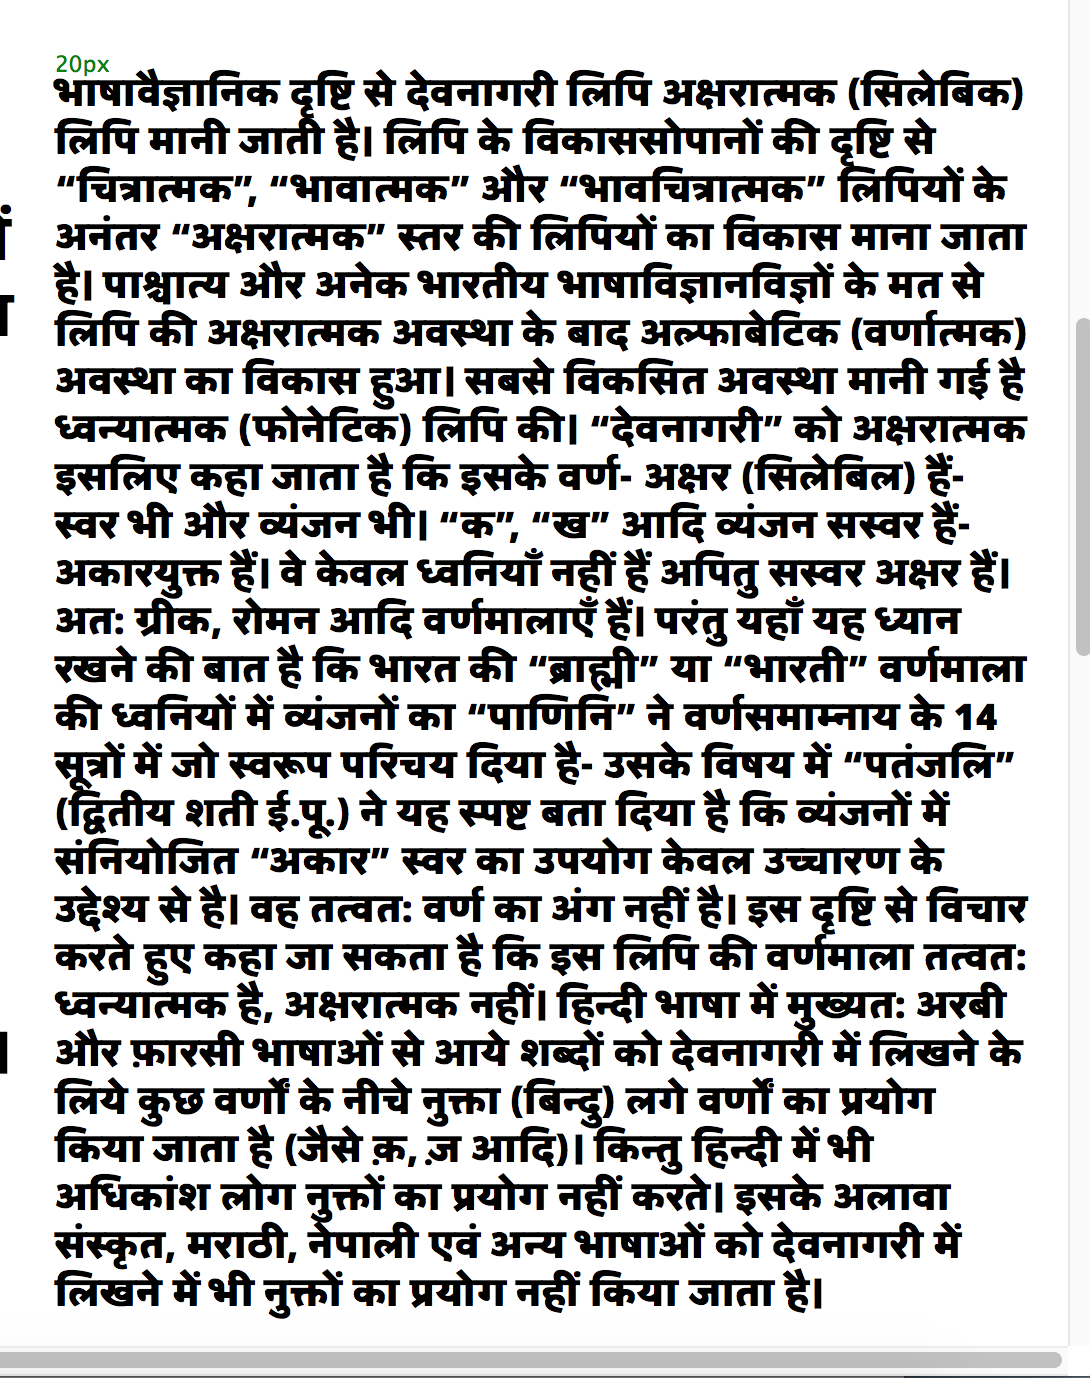 20px
भाषावैज्ञानिक दृष्टि से देवनागरी लिपि अक्षरात्मक (सिलेबिक)
लिपि मानी जाती है। लिपि के विकाससोपानों की दृष्टि से
“चित्रात्मक”, “भावात्मक” और “भावचित्रात्मक” लिपियों के
अनंतर “अक्षरात्मक” स्तर की लिपियों का विकास माना जाता
है। पाश्चात्य और अनेक भारतीय भाषाविज्ञानविज्ञों के मत से
लिपि की अक्षरात्मक अवस्था के बाद अल्फाबेटिक (वर्णात्मक)
अवस्था का विकास हुआ। सबसे विकसित अवस्था मानी गई है
ध्वन्यात्मक (फोनेटिक) लिपि की। “देवनागरी” को अक्षरात्मक
इसलिए कहा जाता है कि इसके वर्ण- अक्षर (सिलेबिल) हैं-
स्वर भी और व्यंजन भी। “क”, “ख” आदि व्यंजन सस्वर हैं-
अकारयुक्त हैं। वे केवल ध्वनियाँ नहीं हैं अपितु सस्वर अक्षर हैं।
अत: ग्रीक, रोमन आदि वर्णमालाएँ हैं। परंतु यहाँ यह ध्यान
रखने की बात है कि भारत की “ब्राह्मी” या “भारती” वर्णमाला
की ध्वनियों में व्यंजनों का “पाणिनि” ने वर्णसमाम्नाय के 14
सूत्रों में जो स्वरूप परिचय दिया है- उसके विषय में “पतंजलि”
(द्वितीय शती ई.पू.) ने यह स्पष्ट बता दिया है कि व्यंजनों में
संनियोजित “अकार” स्वर का उपयोग केवल उच्चारण के
उद्देश्य से है। वह तत्वत: वर्ण का अंग नहीं है। इस दृष्टि से विचार
करते हुए कहा जा सकता है कि इस लिपि की वर्णमाला तत्वत:
ध्वन्यात्मक है, अक्षरात्मक नहीं। हिन्दी भाषा में मुख्यत: अरबी
और फ़ारसी भाषाओं से आये शब्दों को देवनागरी में लिखने के
लिये कुछ वर्णों के नीचे नुक्ता (बिन्दु) लगे वर्णों का प्रयोग
किया जाता है (जैसे क़, ज़ आदि)। किन्तु हिन्दी में भी
अधिकांश लोग नुक्तों का प्रयोग नहीं करते। इसके अलावा
संस्कृत, मराठी, नेपाली एवं अन्य भाषाओं को देवनागरी में
लिखने में भी नुक्तों का प्रयोग नहीं किया जाता है।